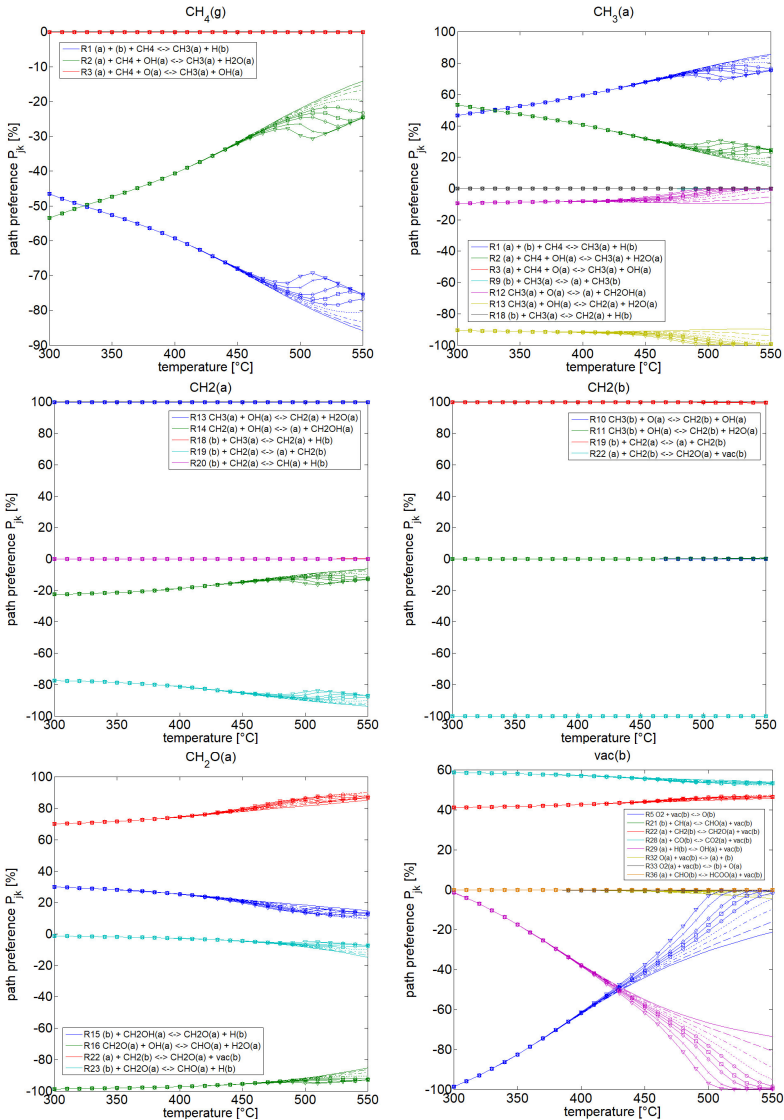 CH4(g)
0
-10
-20
-30
-40
-50
-60
-70
-80
-90
300 350 400 450 500 550
temperature [°C]
path preference Pjk [%]
R1 (a) + (b) + CH4 <-> CH3(a) + H(b)
R2 (a) + CH4 + OH(a) <-> CH3(a) + H2O(a)
R3 (a) + CH4 + O(a) <-> CH3(a) + OH(a)
CH3(a)
100
80
60
40
20
0
-20
-40
-60
-80
-100
300 350 400 450 500 550
temperature [°C]
path preference Pjk [%]
R1 (a) + (b) + CH4 <-> CH3(a) + H(b)
R2 (a) + CH4 + OH(a) <-> CH3(a) + H2O(a)
R3 (a) + CH4 + O(a) <-> CH3(a) + OH(a)
R9 (b) + CH3(a) <-> (a) + CH3(b)
R12 CH3(a) + O(a) <-> (a) + CH2OH(a)
R13 CH3(a) + OH(a) <-> CH2(a) + H2O(a)
R18 (b) + CH3(a) <-> CH2(a) + H(b)
CH2(a)
100
80
60
40
20
0
-20
-40
-60
-80
-100
300 350 400 450 500 550
temperature [°C]
path preference Pjk [%]
R13 CH3(a) + OH(a) <-> CH2(a) + H2O(a)
R14 CH2(a) + OH(a) <-> (a) + CH2OH(a)
R18 (b) + CH3(a) <-> CH2(a) + H(b)
R19 (b) + CH2(a) <-> (a) + CH2(b)
R20 (b) + CH2(a) <-> CH(a) + H(b)
CH2(b)
100
80
60
40
20
0
-20
-40
-60
-80
-100
300 350 400 450 500 550
temperature [°C]
path preference Pjk [%]
R10 CH3(b) + O(a) <-> CH2(b) + OH(a)
R11 CH3(b) + OH(a) <-> CH2(b) + H2O(a)
R19 (b) + CH2(a) <-> (a) + CH2(b)
R22 (a) + CH2(b) <-> CH2O(a) + vac(b)
CH2O(a)
100
80
60
40
20
0
-20
-40
-60
-80
-100
300 350 400 450 500 550
temperature [°C]
path preference Pjk [%]
R15 (b) + CH2OH(a) <-> CH2O(a) + H(b)
R16 CH2O(a) + OH(a) <-> CHO(a) + H2O(a)
R22 (a) + CH2(b) <-> CH2O(a) + vac(b)
R23 (b) + CH2O(a) <-> CHO(a) + H(b)
vac(b)
60
40
20
0
-20
-40
-60
-80
-100
300 350 400 450 500 550
temperature [°C]
path preference Pjk [%]
R5 O2 + vac(b) <-> O(b)
R21 (b) + CH(a) <-> CHO(a) + vac(b)
R22 (a) + CH2(b) <-> CH2O(a) + vac(b)
R28 (a) + CO(b) <-> CO2(a) + vac(b)
R29 (a) + H(b) <-> OH(a) + vac(b)
R32 O(a) + vac(b) <-> (a) + (b)
R33 O2(a) + vac(b) <-> (b) + O(a)
R36 (a) + CHO(b) <-> HCOO(a) + vac(b)